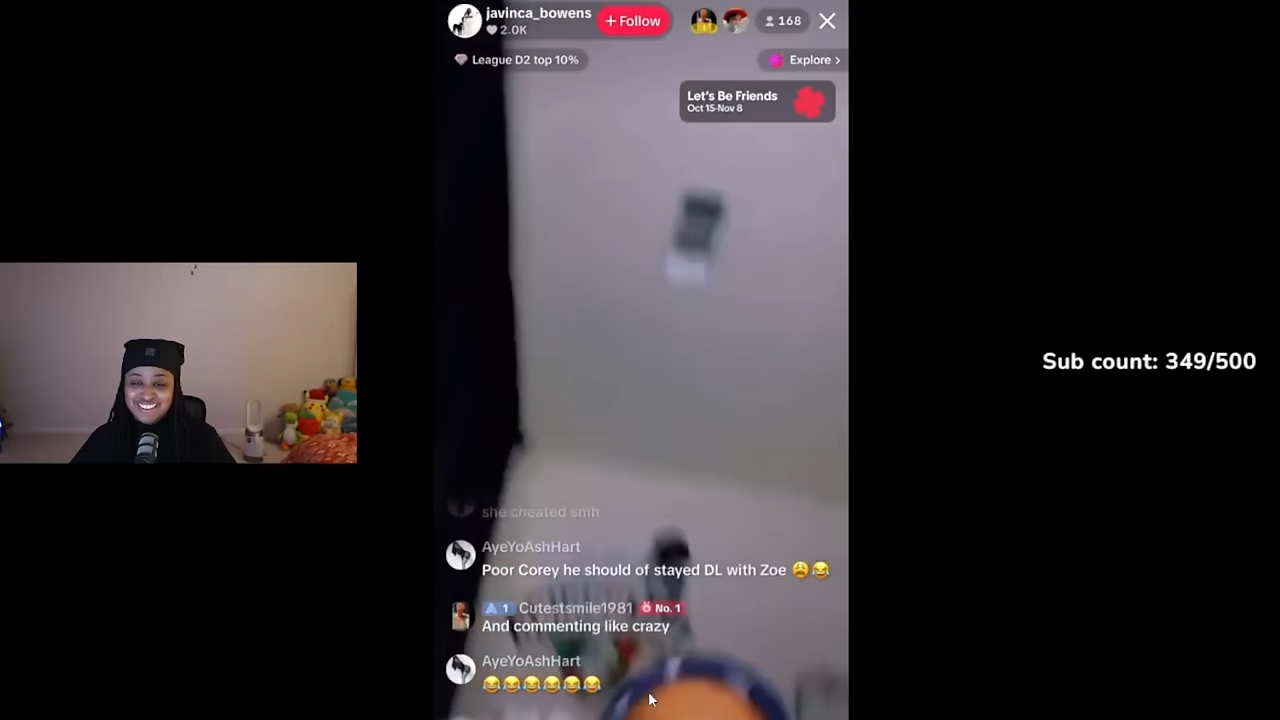 javinca_bowens
2.0K
+ Follow
168
League D2 top 10%
Explore >
Let's Be Friends
Oct 15-Nov 8
Sub count: 349/500
she cheated smh
AyeYoAshHart
Poor Corey he should of stayed DL with Zoe 😩😂
1 Cutestsmile1981 No. 1
And commenting like crazy
AyeYoAshHart
😂😂😂😂😂😂